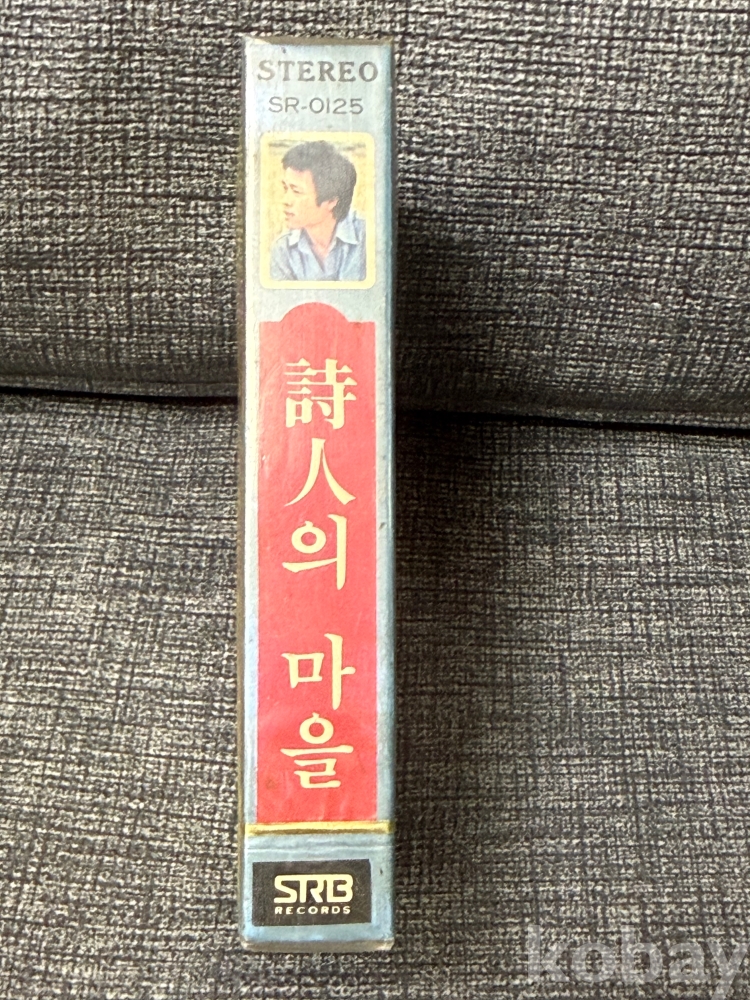 STEREO
SR-0125
詩人의 마을
SRB
RECORDS
kobay